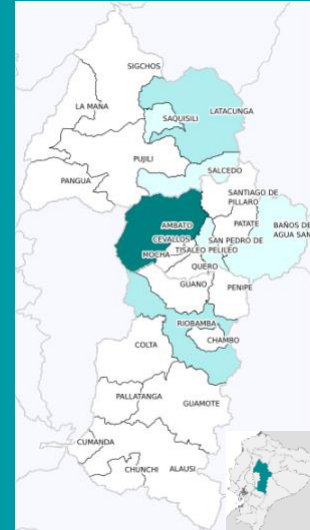 SIGCHOS
LA MANA
LATACUNGA
SAQUISILI
PUJILI
PANGUA
SALCEDO
SANTIAGO DE
PILLARO
AMBATO
PATATE
BAÑOS DE
AGUA SAN
CEVALLOS
SAN PEDRO DE
PELILEO
TISALEO
MOCHA
QUERO
GUANO
PENIPE
RIOBAMBA
COLTA
CHAMBO
PALLATANGA
GUAMOTE
CUMANDA
CHUNCHI
ALAUSI